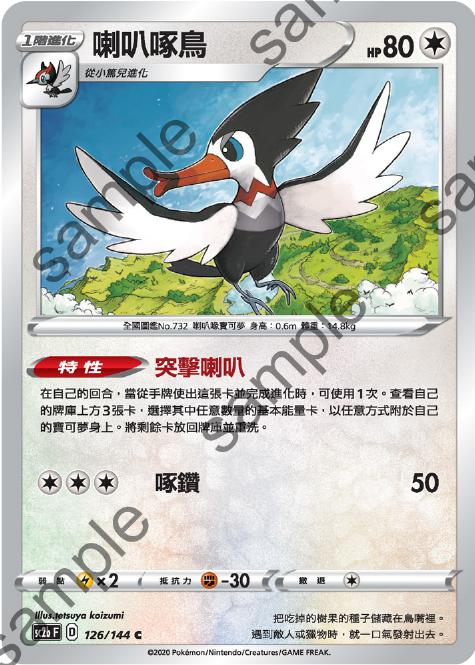 1階進化
喇叭啄鳥
HP 80
從小篤兒進化
全國圖鑑No.732 喇叭啄寶可夢 身高：0.6m 體重：14.8kg
特性 突擊喇叭
在自己的回合，當從手牌使出這張卡並完成進化時，可使用1次。查看自
己的牌庫上方3張卡，選擇其中任意數量的基本能量卡，以任意方式附於自己
的寶可夢身上。將剩餘卡放回牌庫並重洗。
啄鑽 50
弱點 ×2 抵抗力 -30 撤退
Illus.tetsuya koizumi
sc2b F D 126/144 C
把吃掉的樹果的種子儲藏在鳥嘴裡。
遇到敵人或獵物時，就一口氣發射出去。
©2020 Pokémon/Nintendo/Creatures/GAME FREAK.
sample
sample
sample
sample
sample
sample
sample